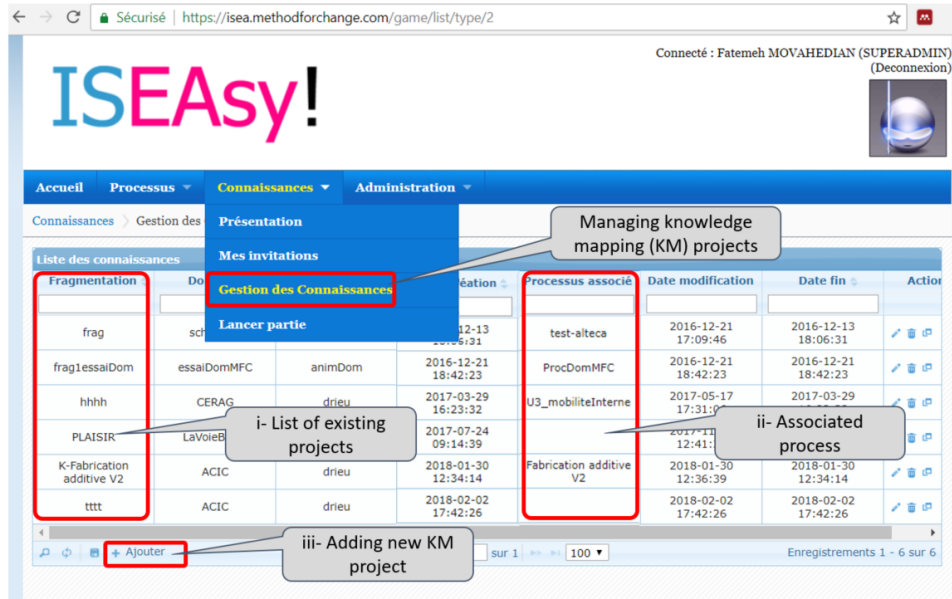 Sécurisé | https://isea.methodforchange.com/game/list/type/2
Connecté : Fatemeh MOVAHEDIAN (SUPERADMIN)
(Deconnexion)
ISEAsy!
Accueil Processus Connaissances Administration
Connaissances Gestion des
Présentation
Mes invitations
Gestion des Connaissances
Lancer partie
Managing knowledge
mapping (KM) projects
Liste des connaissances
Fragmentation Processus associé Date modification Date fin Action
frag test-alteca 2016-12-21 2016-12-13
17:09:46 18:06:31
frag1essaiDom essaiDomMFC animDom 2016-12-21 ProcDomMFC 2016-12-21 2016-12-21
18:42:23 18:42:23 18:42:23
hhhh CERAG drieu 2017-03-29 U3_mobiliteInterne 2017-05-17 2017-03-29
16:23:32
i- List of existing
projects
ii- Associated
process
PLAISIR 2017-07-24
09:14:39
K-Fabrication ACIC drieu 2018-01-30 Fabrication additive 2018-01-30 2018-01-30
additive V2 12:34:14 V2 12:36:39 12:34:14
tttt ACIC drieu 2018-02-02 2018-02-02 2018-02-02
17:42:26 17:42:26 17:42:26
+ Ajouter
iii- Adding new KM
project
sur 1 100 Enregistrements 1 - 6 sur 6